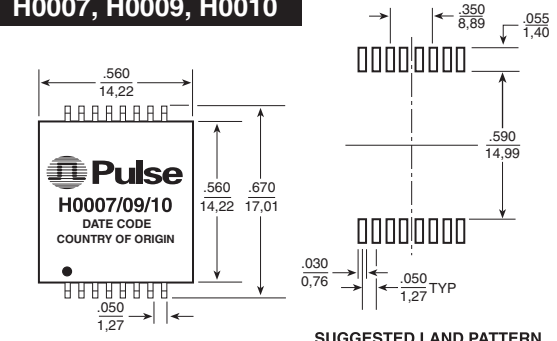 H0007, H0009, H0010
.560
14,22
Pulse
H0007/09/10
DATE CODE
COUNTRY OF ORIGIN
.560
14,22
.670
17,01
.050
1,27
.350
8,89
.055
1,40
.590
14,99
.030
0,76
.050
1,27 TYP
SUGGESTED LAND PATTERN